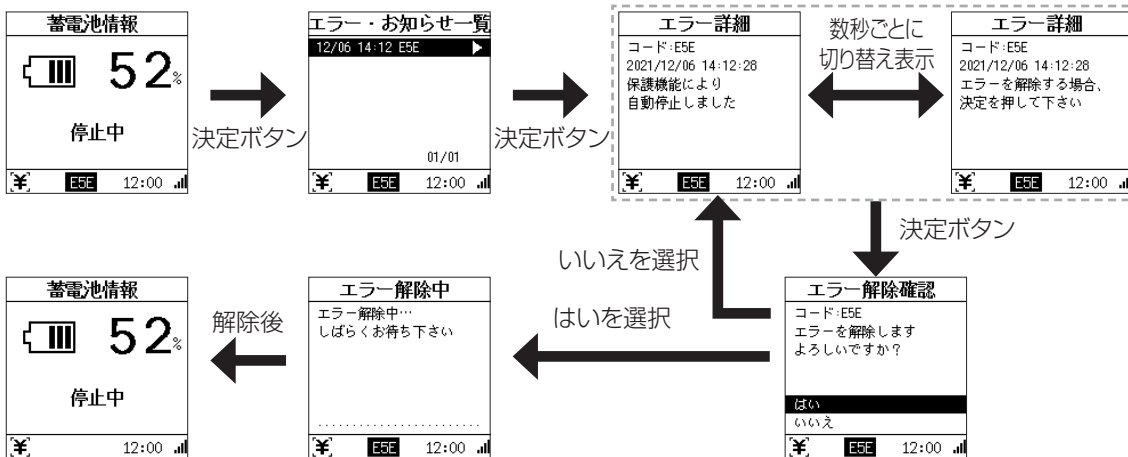 蓄電池情報
52%
停止中
[¥] E5E 12:00
決定ボタン
エラー・お知らせ一覧
12/06 14:12 E5E ▶
01/01
[¥] E5E 12:00
決定ボタン
エラー詳細
コード:E5E
2021/12/06 14:12:28
保護機能により
自動停止しました
[¥] E5E 12:00
数秒ごとに
切り替え表示
エラー詳細
コード:E5E
2021/12/06 14:12:28
エラーを解除する場合、
決定を押して下さい
[¥] E5E 12:00
決定ボタン
エラー解除確認
コード:E5E
エラーを解除します
よろしいですか?
はい
いいえ
[¥] E5E 12:00
いいえを選択
はいを選択
エラー解除中
エラー解除中…
しばらくお待ち下さい
........................
[¥] E5E 12:00
解除後
蓄電池情報
52%
停止中
[¥] 12:00